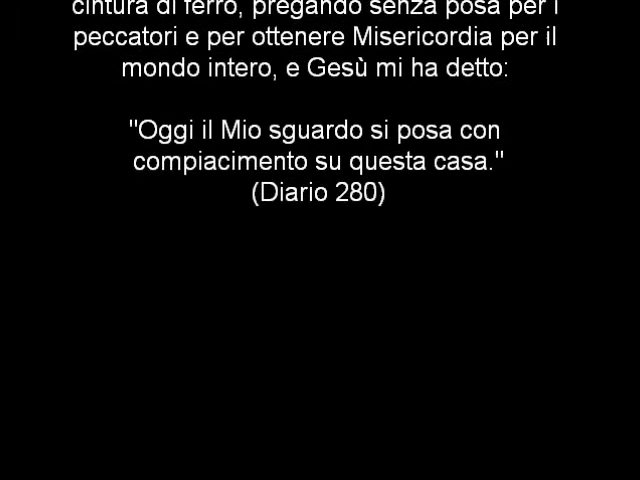 cintura di ferro, pregando senza posa per i
peccatori e per ottenere Misericordia per il
mondo intero, e Gesù mi ha detto:
"Oggi il Mio sguardo si posa con
compiacimento su questa casa."
(Diario 280)